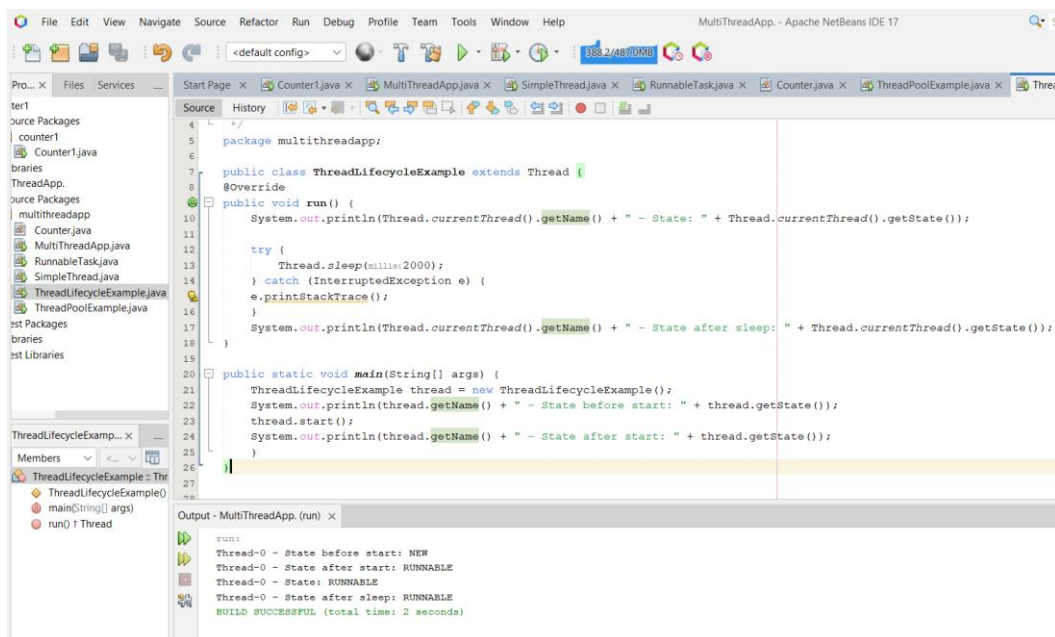 File Edit View Navigate Source Refactor Run Debug Profile Team Tools Window Help MultiThreadApp. - Apache NetBeans IDE 17
<default config> 388.2/487.0MB
Pro... × Files Services
Start Page × Counter1.java × MultiThreadApp.java × SimpleThread.java × RunnableTask.java × Counter.java × ThreadPoolExample.java × Threa
Source History
ter1
ource Packages
counter1
Counter1.java
braries
ThreadApp.
ource Packages
multithreadapp
Counter.java
MultiThreadApp.java
RunnableTask.java
SimpleThread.java
ThreadLifecycleExample.java
ThreadPoolExample.java
est Packages
braries
est Libraries
4 */
5 package multithreadapp;
6
7 public class ThreadLifecycleExample extends Thread {
8 @Override
public void run() {
10 System.out.println(Thread.currentThread().getName() + " - State: " + Thread.currentThread().getState());
11
12 try {
13 Thread.sleep(millis:2000);
14 } catch (InterruptedException e) {
e.printStackTrace();
16 }
17 System.out.println(Thread.currentThread().getName() + " - State after sleep: " + Thread.currentThread().getState());
18 }
19
20 public static void main(String[] args) {
21 ThreadLifecycleExample thread = new ThreadLifecycleExample();
22 System.out.println(thread.getName() + " - State before start: " + thread.getState());
23 thread.start();
24 System.out.println(thread.getName() + " - State after start: " + thread.getState());
25 }
26 }
27
28
ThreadLifecycleExamp... ×
Members
ThreadLifecycleExample :: Thr
ThreadLifecycleExample()
main(String[] args)
run() ↑ Thread
Output - MultiThreadApp. (run) ×
run:
Thread-0 - State before start: NEW
Thread-0 - State after start: RUNNABLE
Thread-0 - State: RUNNABLE
Thread-0 - State after sleep: RUNNABLE
BUILD SUCCESSFUL (total time: 2 seconds)